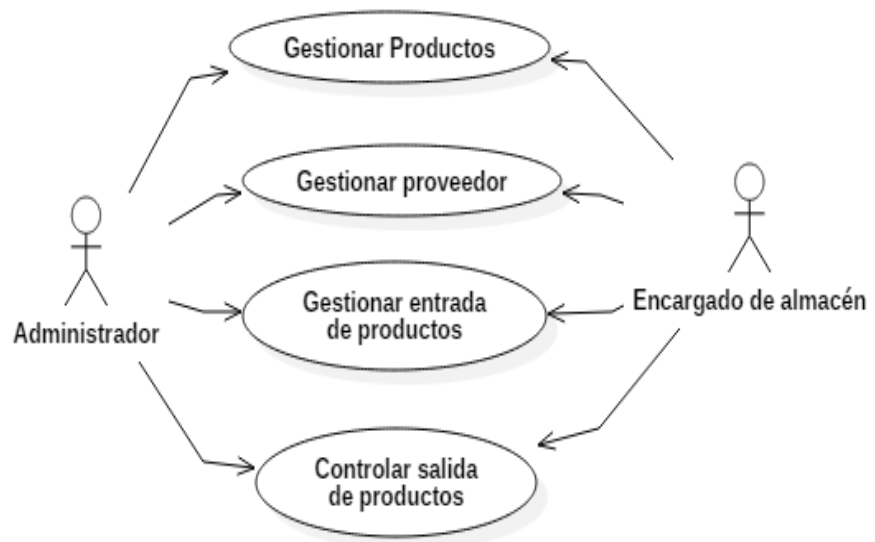 Gestionar Productos
Gestionar proveedor
Gestionar entrada
de productos
Administrador
Encargado de almacén
Controlar salida
de productos